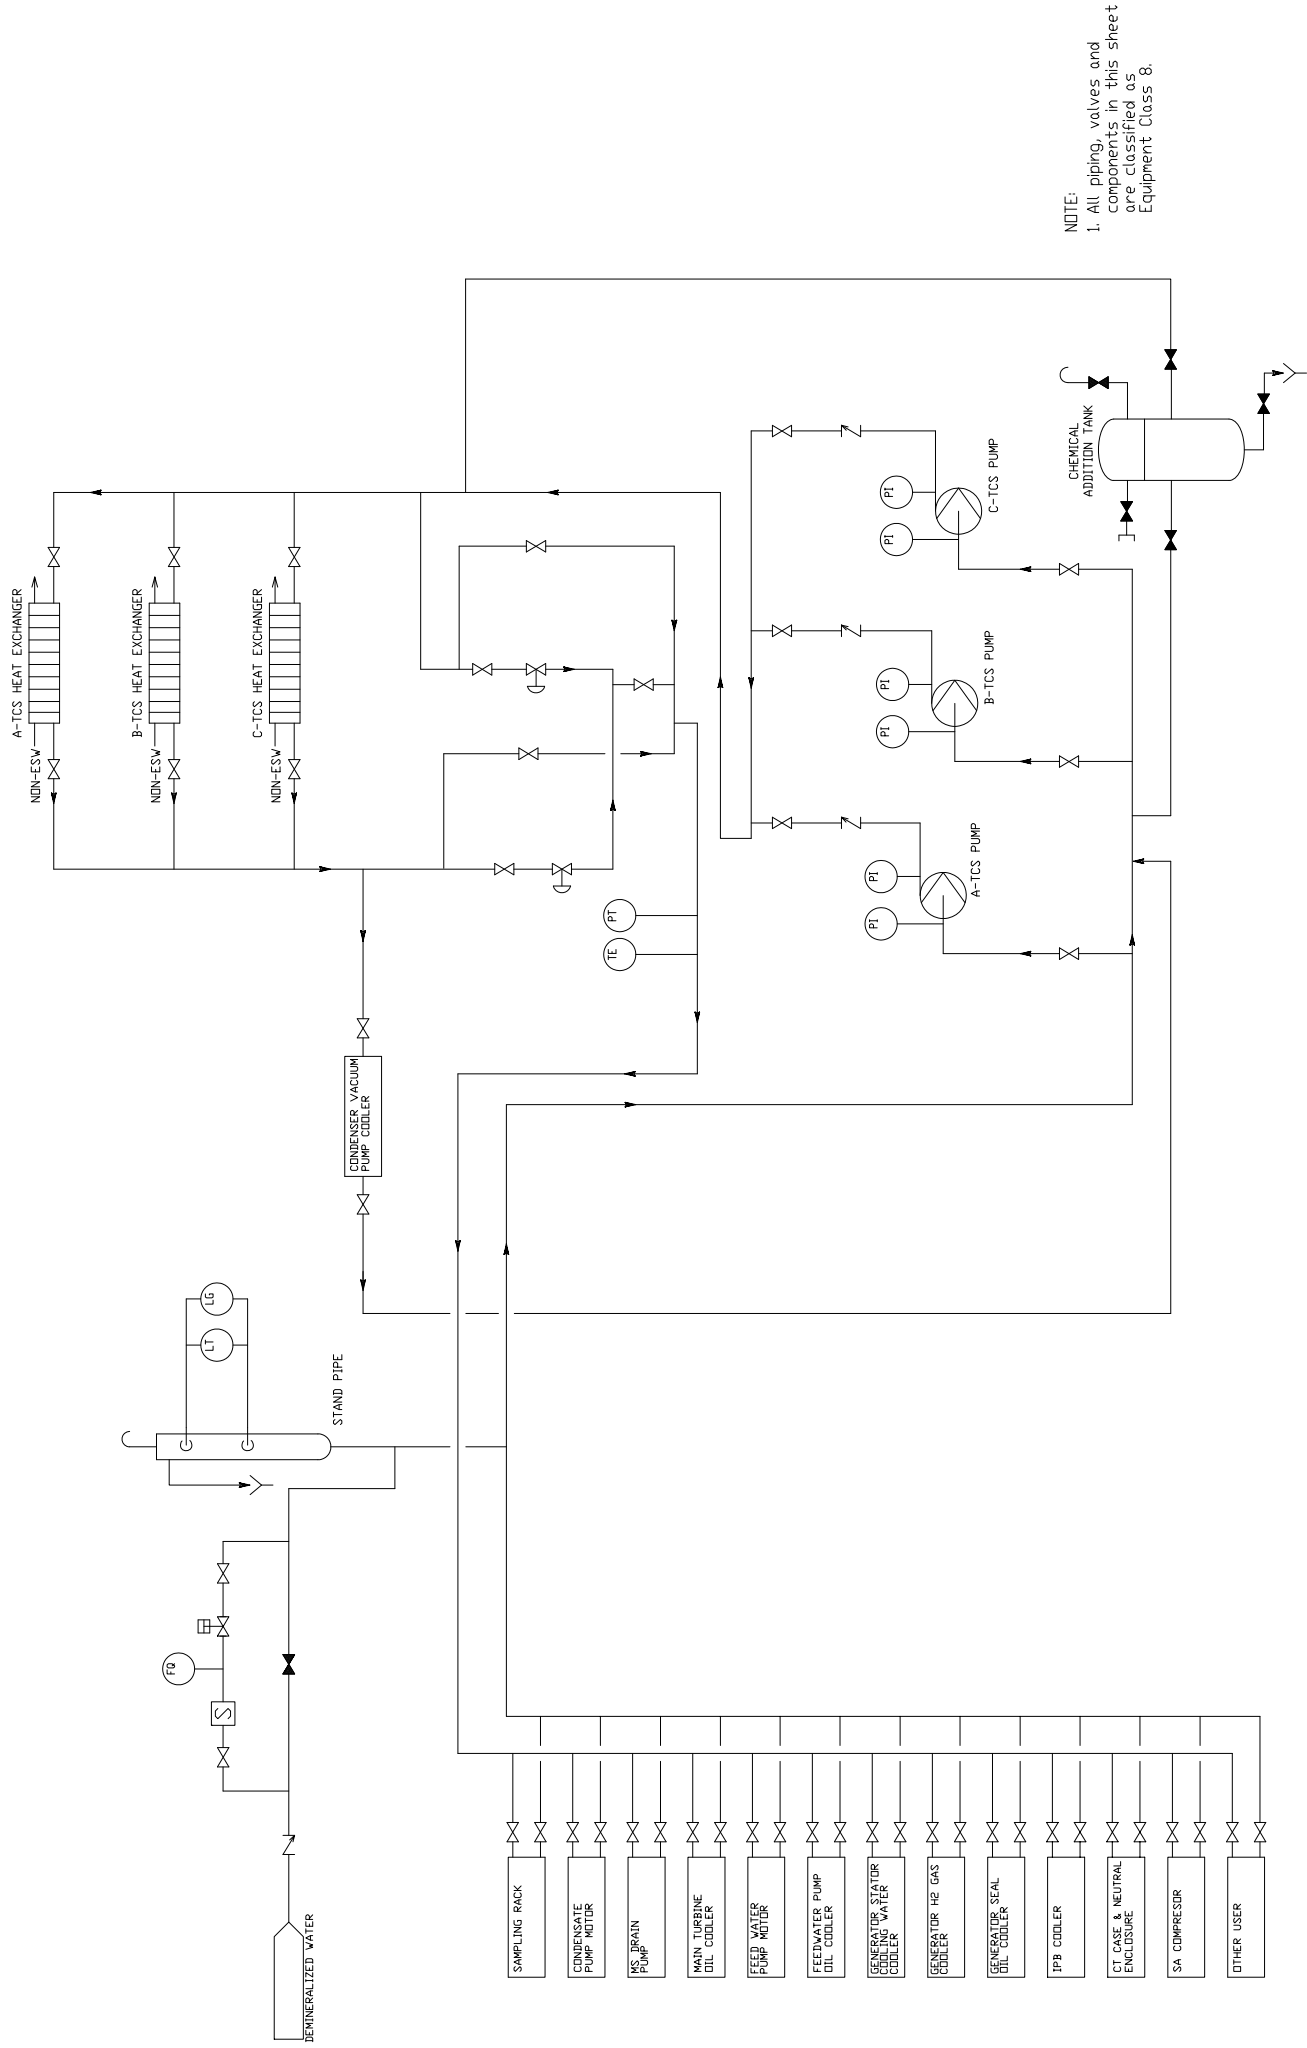 A-TCS HEAT EXCHANGER
NON-ESW
B-TCS HEAT EXCHANGER
NON-ESW
C-TCS HEAT EXCHANGER
NON-ESW
NOTE:
1. All piping, valves and
components in this sheet
are classified as
Equipment Class 8.
CHEMICAL
ADDITION TANK
PI
PI
C-TCS PUMP
PI
PI
B-TCS PUMP
PI
PI
A-TCS PUMP
PT
TE
CONDENSER VACUUM
PUMP COOLER
LG
LT
STAND PIPE
FQ
S
DEMINERALIZED WATER
SAMPLING RACK
CONDENSATE
PUMP MOTOR
MS DRAIN
PUMP
MAIN TURBINE
OIL COOLER
FEED WATER
PUMP MOTOR
FEEDWATER PUMP
OIL COOLER
GENERATOR STATOR
COOLING WATER
COOLER
GENERATOR H2 GAS
COOLER
GENERATOR SEAL
OIL COOLER
IPB COOLER
CT CASE & NEUTRAL
ENCLOSURE
SA COMPRESOR
OTHER USER